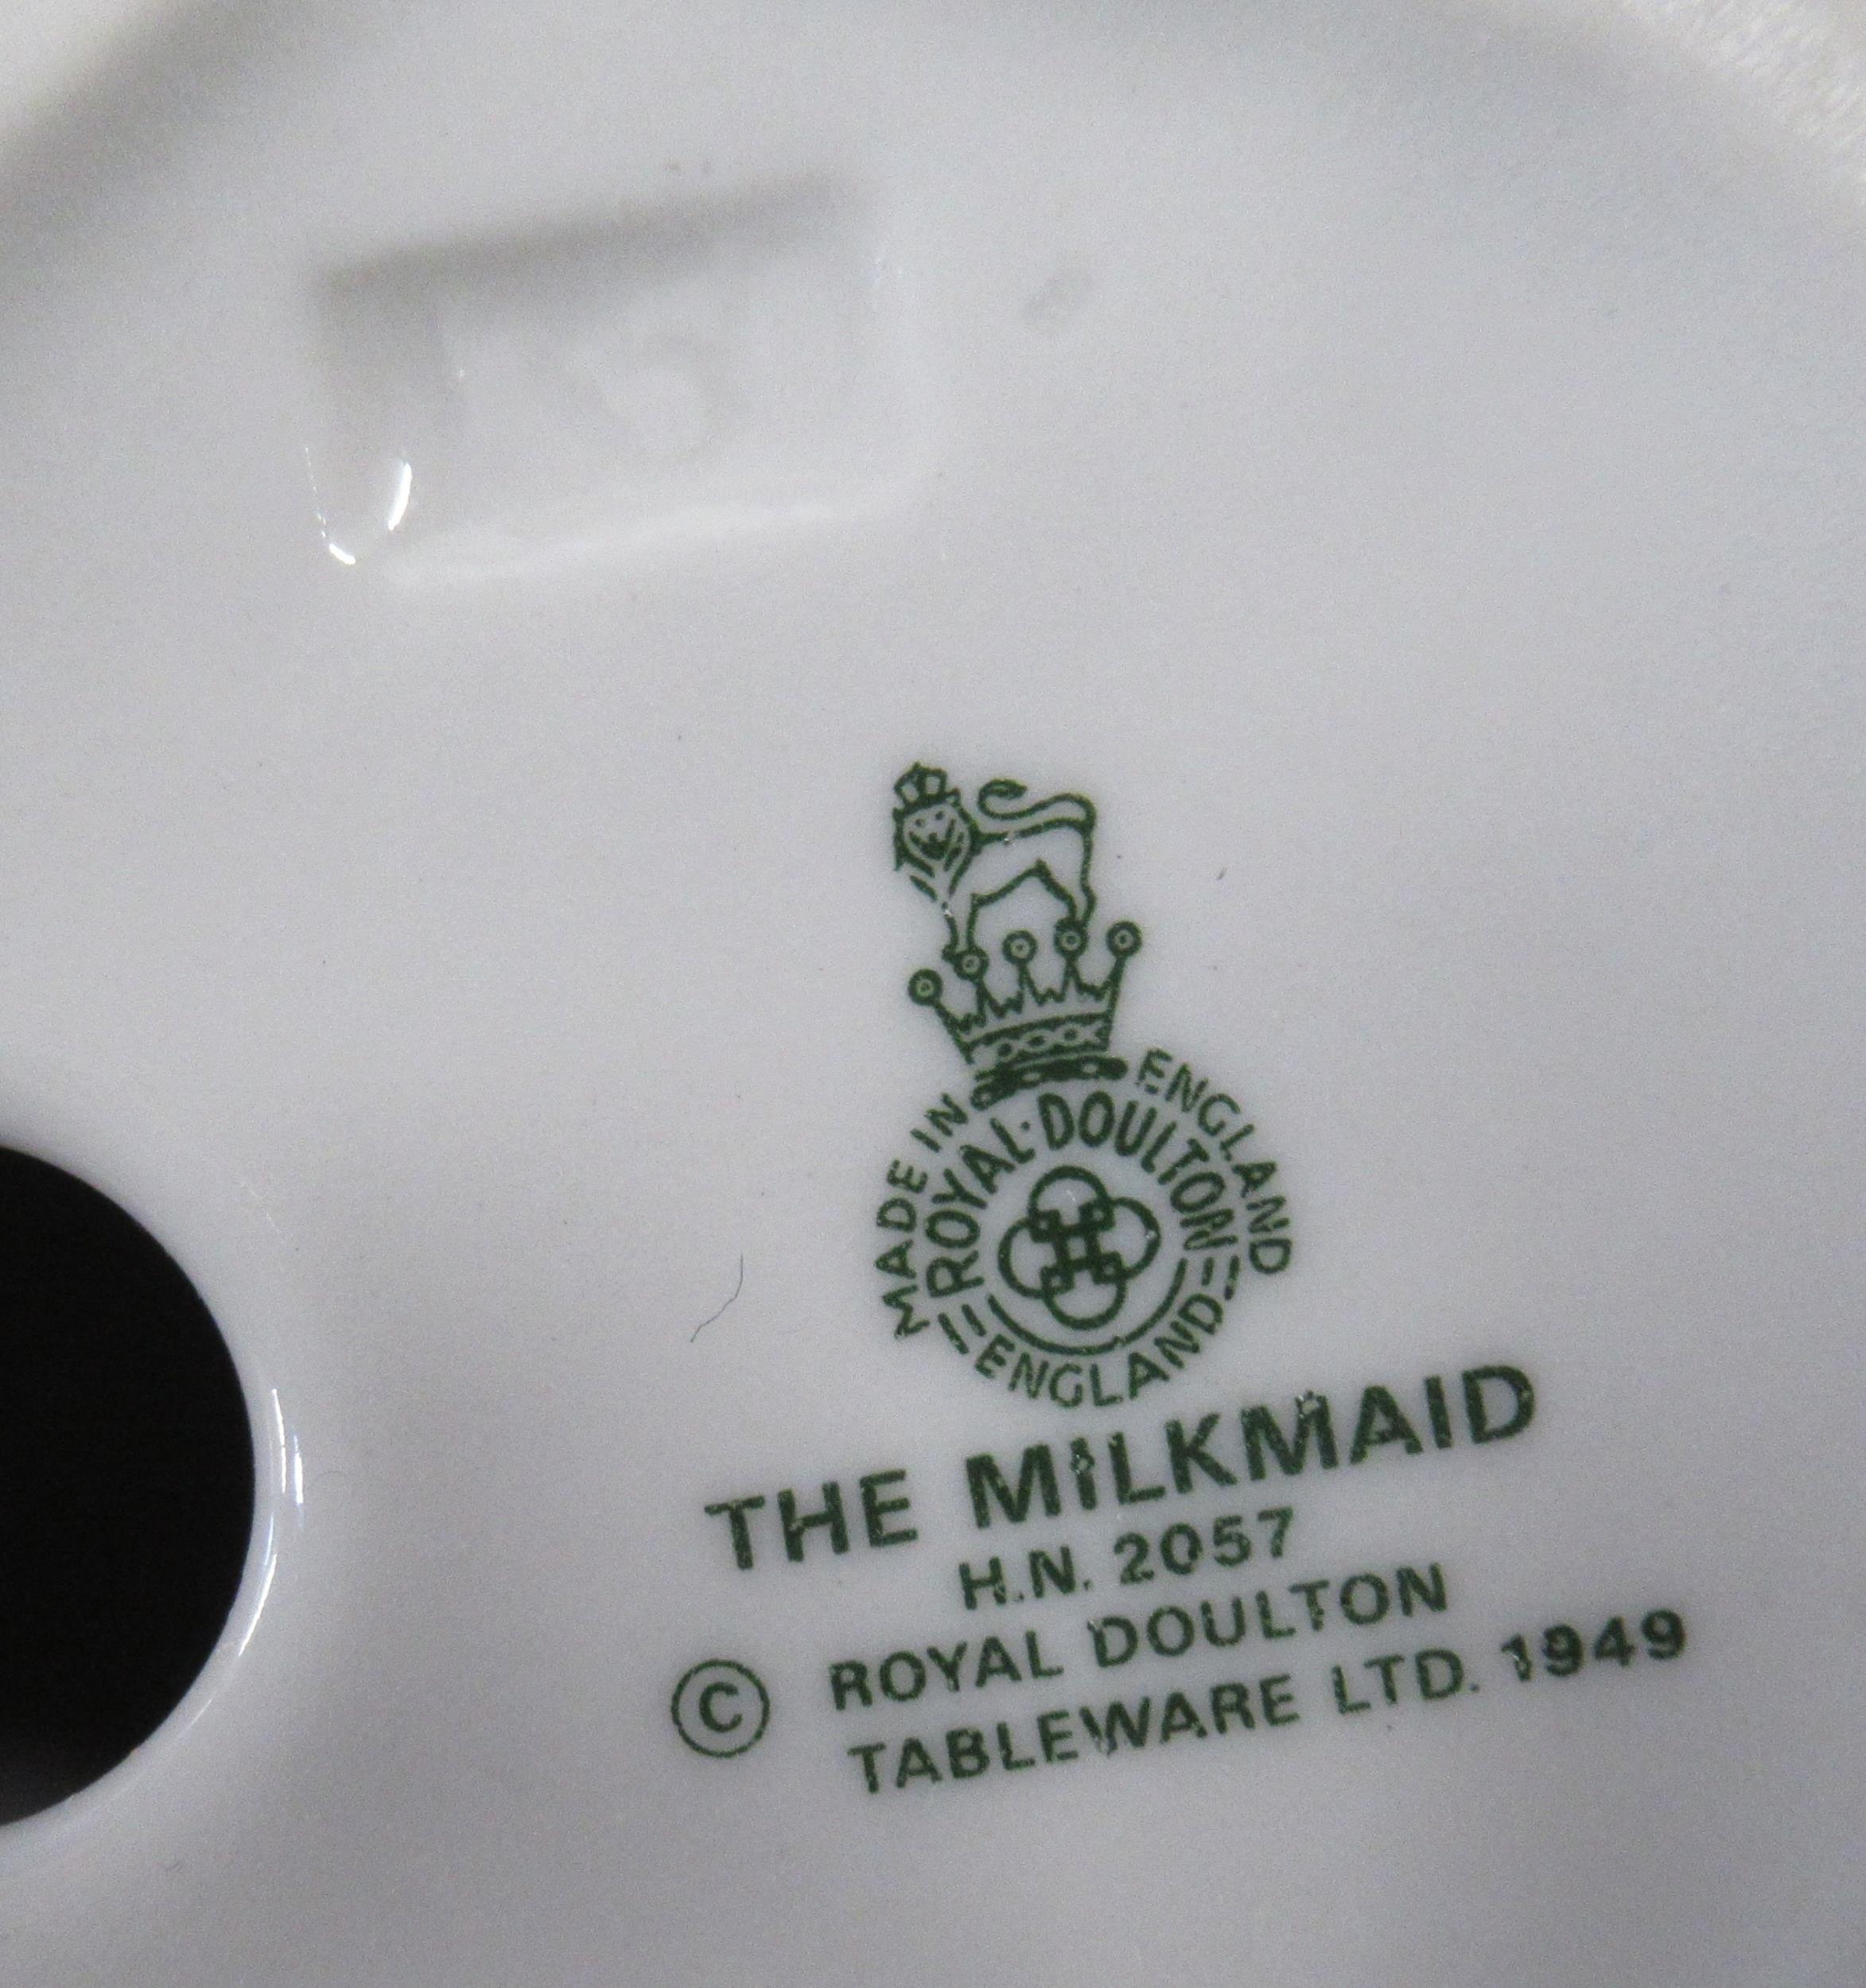 MADE IN ENGLAND
ROYAL·DOULTON
ENGLAND
THE MILKMAID
H.N. 2057
© ROYAL DOULTON
TABLEWARE LTD. 1949